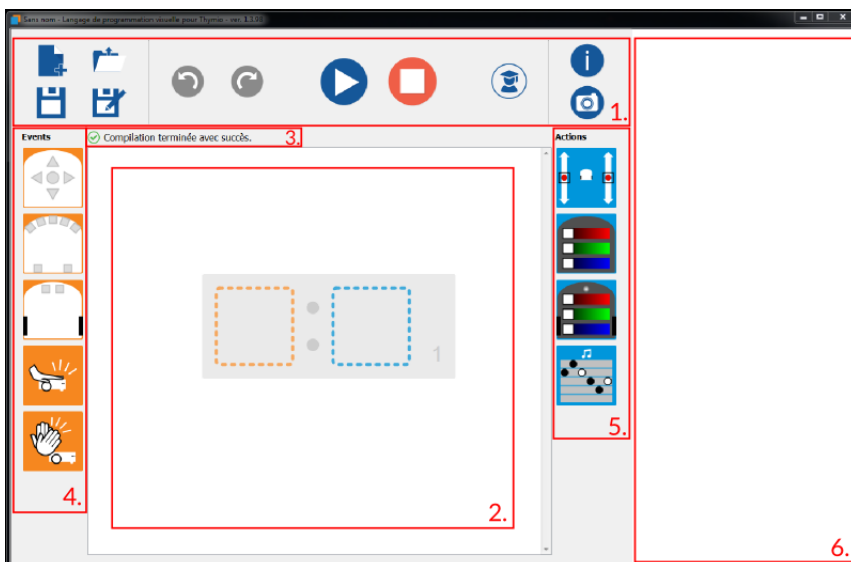 Sans nom - Langage de programmation visuelle pour Thymio - ver. 1.3.98
1.
Events
Compilation terminée avec succès.
3.
Actions
1
2.
4.
5.
6.